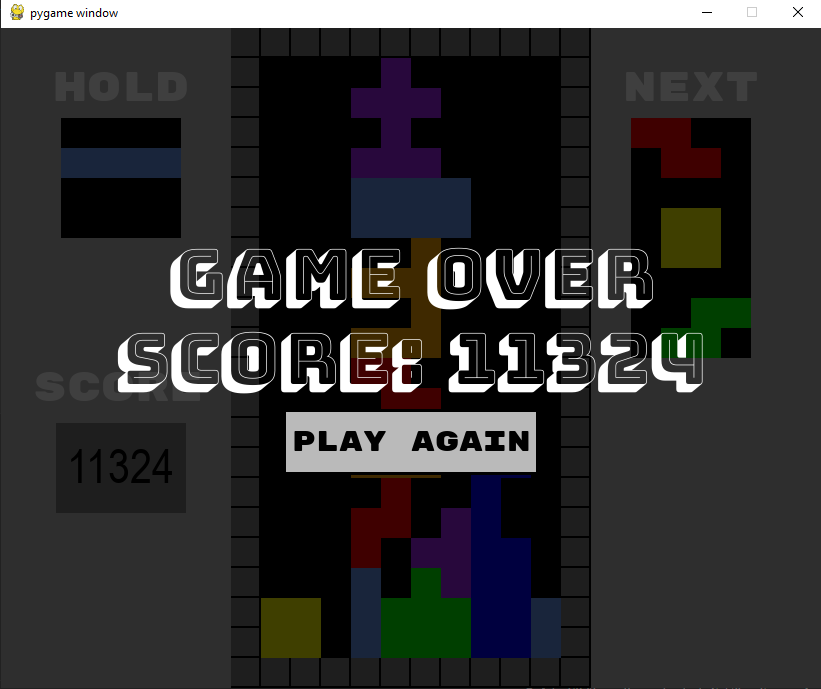 pygame window
HOLD
NEXT
GAME OVER
SCORE: 11324
SCORE
PLAY AGAIN
11324